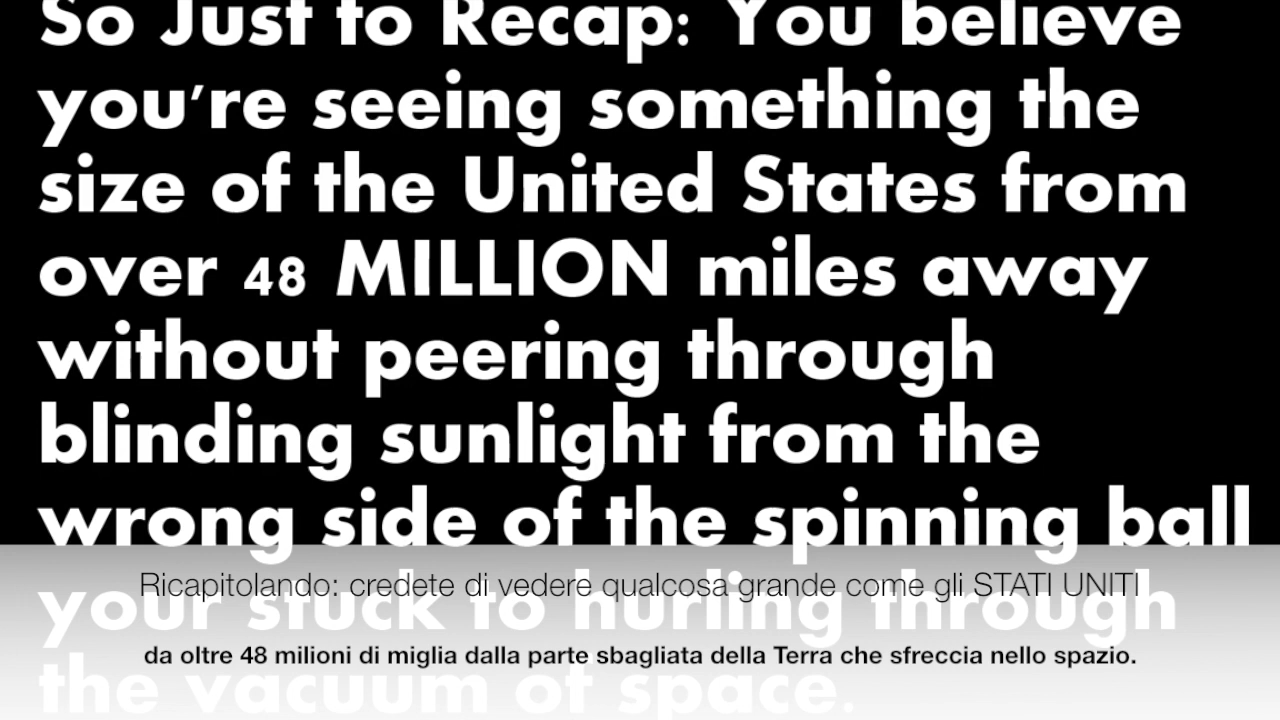 So Just to Recap: You believe
you're seeing something the
size of the United States from
over 48 MILLION miles away
without peering through
blinding sunlight from the
wrong side of the spinning ball
your stuck to hurling through
the vacuum of space.
Ricapitolando: credete di vedere qualcosa grande come gli STATI UNITI
da oltre 48 milioni di miglia dalla parte sbagliata della Terra che sfreccia nello spazio.